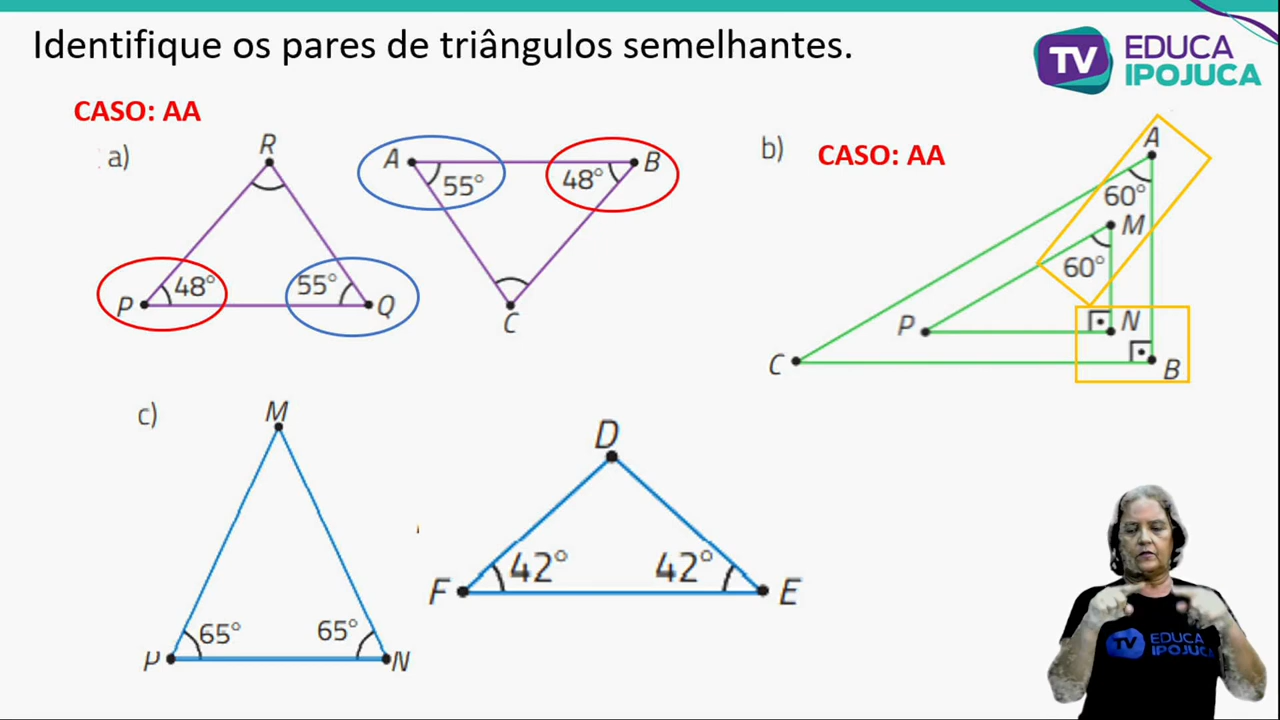 Identifique os pares de triângulos semelhantes.
TV EDUCA IPOJUCA
CASO: AA
a)
R
P 48° 55° Q
A 55° 48° B
C
b)
CASO: AA
A
60°
M
60°
P N
C B
c)
M
P 65° 65° N
D
F 42° 42° E
TV EDUCA IPOJUCA